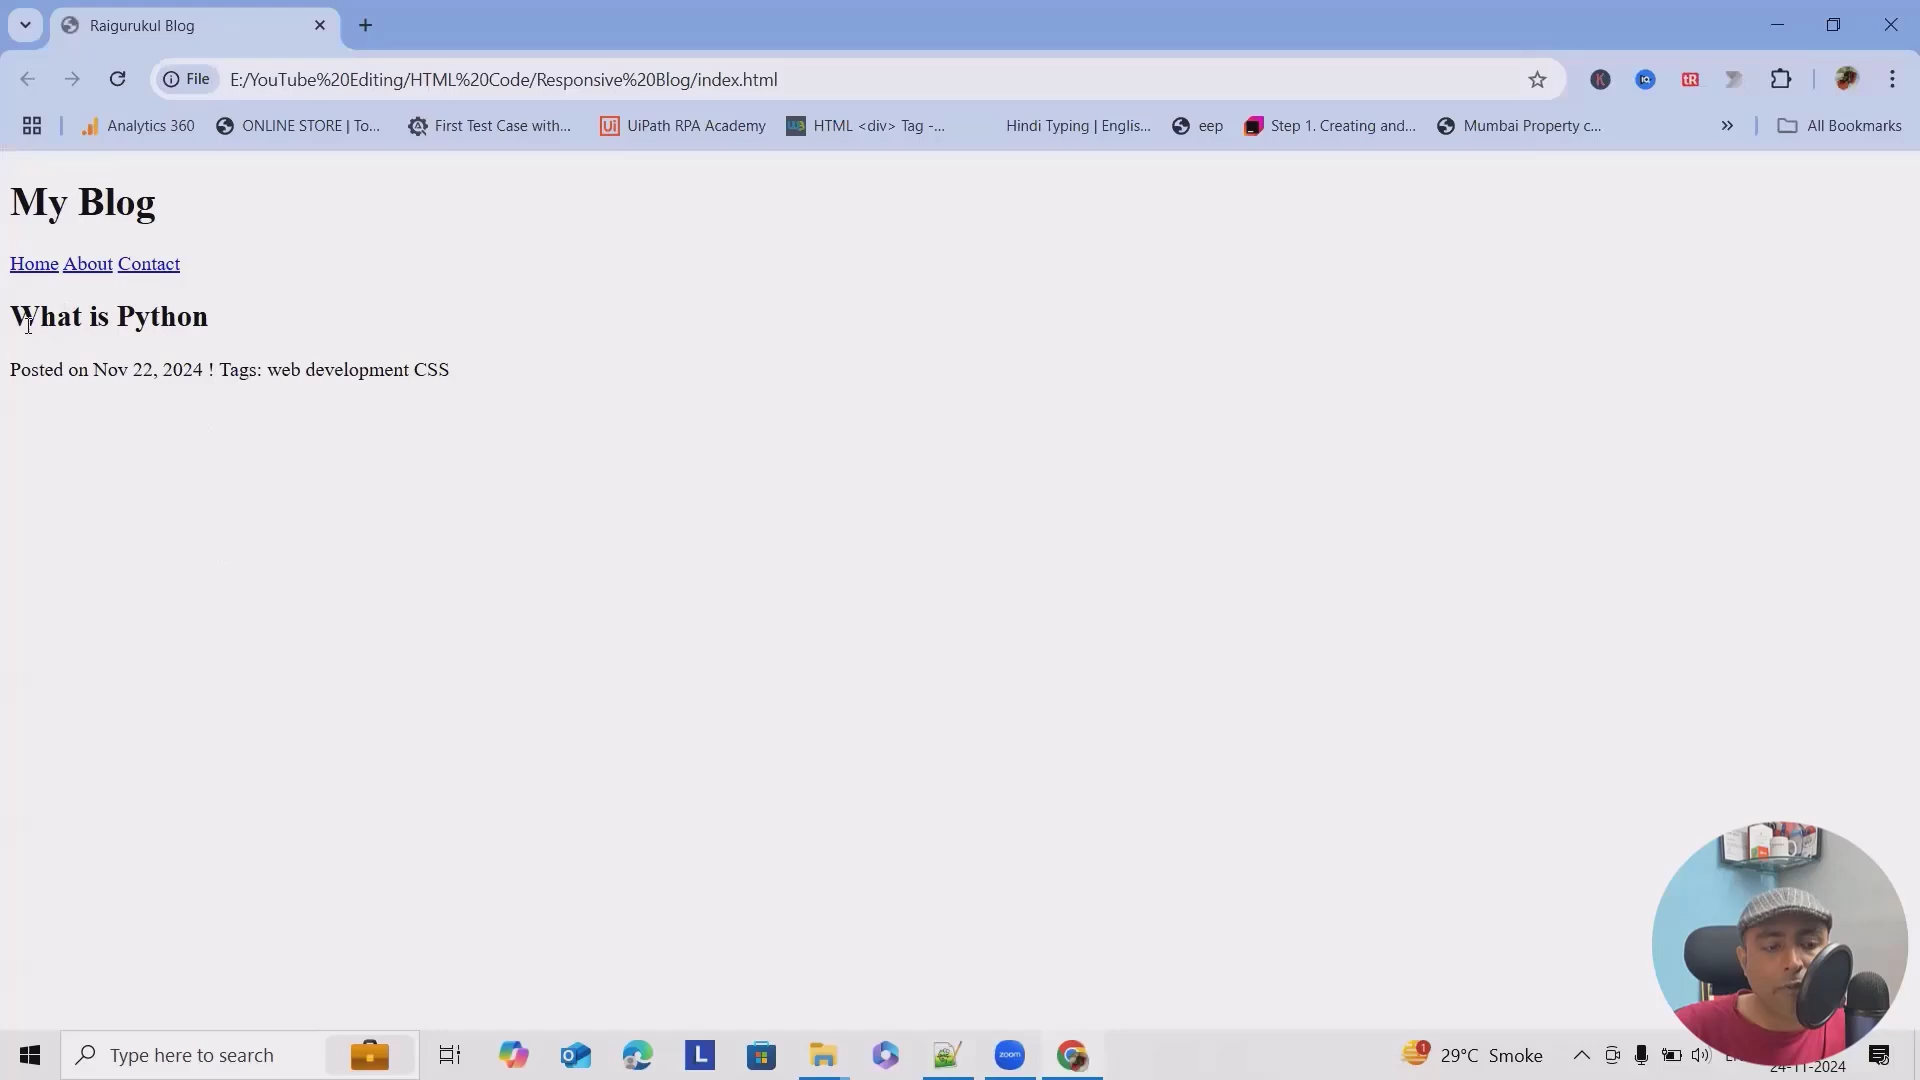 Raigurukul Blog
File E:/YouTube%20Editing/HTML%20Code/Responsive%20Blog/index.html
Analytics 360 ONLINE STORE | To... First Test Case with... UiPath RPA Academy HTML <div> Tag -... Hindi Typing | Englis... eep Step 1. Creating and... Mumbai Property c... » All Bookmarks
My Blog
Home About Contact
What is Python
Posted on Nov 22, 2024 ! Tags: web development CSS
Type here to search
zoom
29°C Smoke
24-11-2024